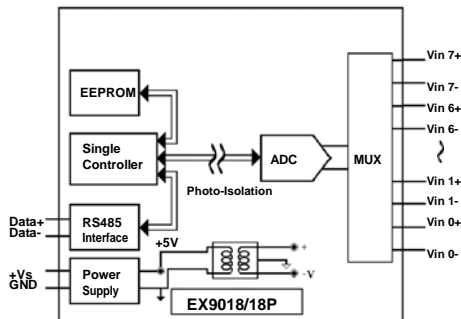 EEPROM
Single
Controller
RS485
Interface
Power
Supply
Data+
Data-
+Vs
GND
+5V
Photo-Isolation
ADC
MUX
+
-V
EX9018/18P
Vin 7+
Vin 7-
Vin 6+
Vin 6-
Vin 1+
Vin 1-
Vin 0+
Vin 0-